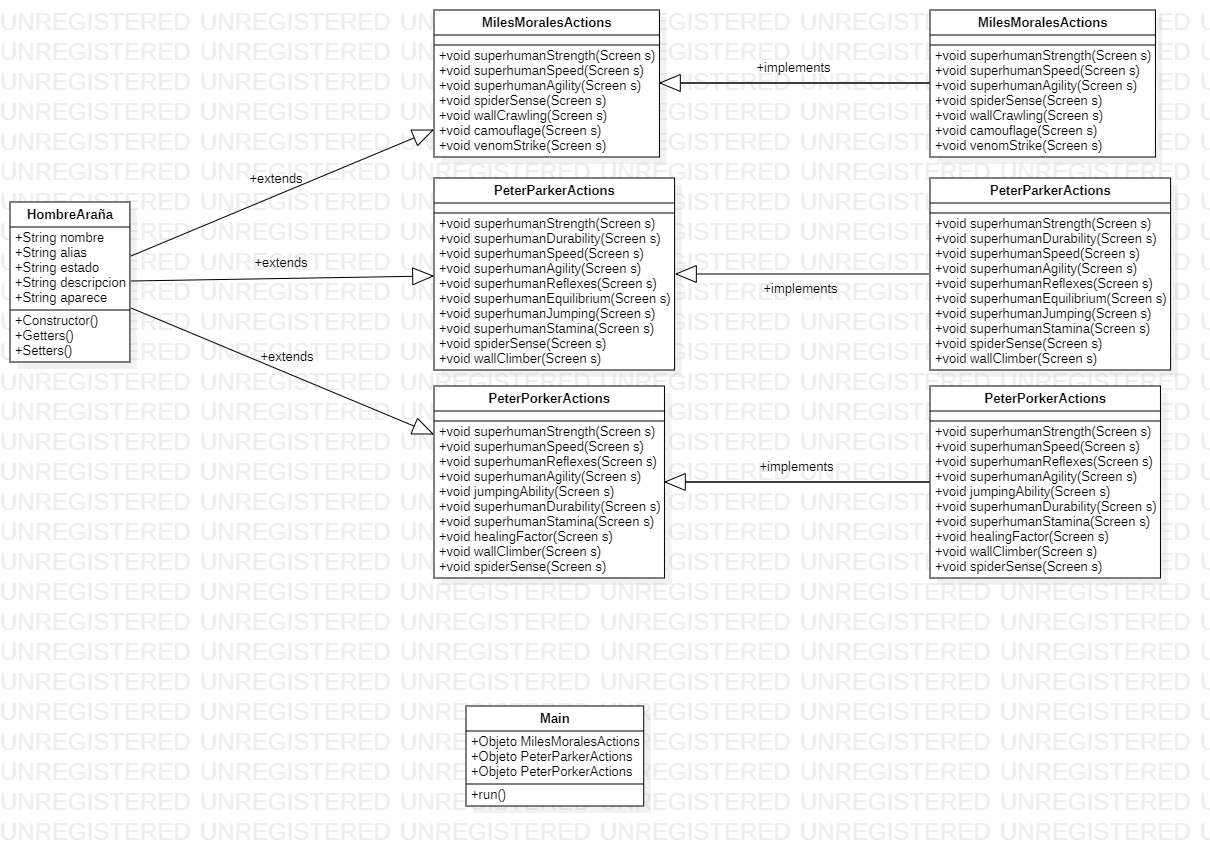 MilesMoralesActions
+void superhumanStrength(Screen s)
+void superhumanSpeed(Screen s)
+void superhumanAgility(Screen s)
+void spiderSense(Screen s)
+void wallCrawling(Screen s)
+void camouflage(Screen s)
+void venomStrike(Screen s)
+implements
MilesMoralesActions
+void superhumanStrength(Screen s)
+void superhumanSpeed(Screen s)
+void superhumanAgility(Screen s)
+void spiderSense(Screen s)
+void wallCrawling(Screen s)
+void camouflage(Screen s)
+void venomStrike(Screen s)
+extends
HombreAraña
+String nombre
+String alias
+String estado
+String descripcion
+String aparece
+Constructor()
+Getters()
+Setters()
+extends
PeterParkerActions
+void superhumanStrength(Screen s)
+void superhumanDurability(Screen s)
+void superhumanSpeed(Screen s)
+void superhumanAgility(Screen s)
+void superhumanReflexes(Screen s)
+void superhumanEquilibrium(Screen s)
+void superhumanJumping(Screen s)
+void superhumanStamina(Screen s)
+void spiderSense(Screen s)
+void wallClimber(Screen s)
+implements
PeterParkerActions
+void superhumanStrength(Screen s)
+void superhumanDurability(Screen s)
+void superhumanSpeed(Screen s)
+void superhumanAgility(Screen s)
+void superhumanReflexes(Screen s)
+void superhumanEquilibrium(Screen s)
+void superhumanJumping(Screen s)
+void superhumanStamina(Screen s)
+void spiderSense(Screen s)
+void wallClimber(Screen s)
+extends
PeterPorkerActions
+void superhumanStrength(Screen s)
+void superhumanSpeed(Screen s)
+void superhumanReflexes(Screen s)
+void superhumanAgility(Screen s)
+void jumpingAbility(Screen s)
+void superhumanDurability(Screen s)
+void superhumanStamina(Screen s)
+void healingFactor(Screen s)
+void wallClimber(Screen s)
+void spiderSense(Screen s)
+implements
PeterPorkerActions
+void superhumanStrength(Screen s)
+void superhumanSpeed(Screen s)
+void superhumanReflexes(Screen s)
+void superhumanAgility(Screen s)
+void jumpingAbility(Screen s)
+void superhumanDurability(Screen s)
+void superhumanStamina(Screen s)
+void healingFactor(Screen s)
+void wallClimber(Screen s)
+void spiderSense(Screen s)
Main
+Objeto MilesMoralesActions
+Objeto PeterParkerActions
+Objeto PeterPorkerActions
+run()
UNREGISTERED UNREGISTERED UNREGISTERED UNREGISTERED UNREGISTERED UNREGISTERED